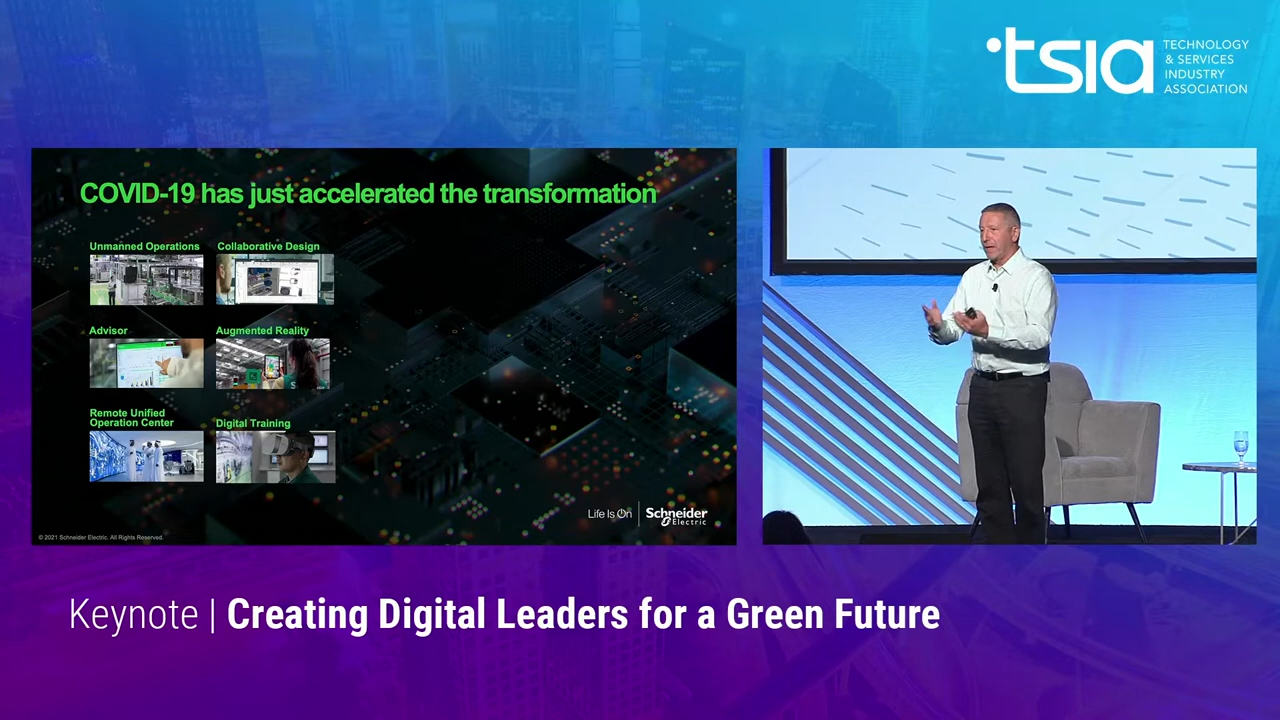 tsia
TECHNOLOGY
& SERVICES
INDUSTRY
ASSOCIATION
COVID-19 has just accelerated the transformation
Unmanned Operations
Collaborative Design
Advisor
Augmented Reality
Remote Unified
Operation Center
Digital Training
Life Is On
Schneider
Electric
© 2021 Schneider Electric. All Rights Reserved.
Keynote | Creating Digital Leaders for a Green Future